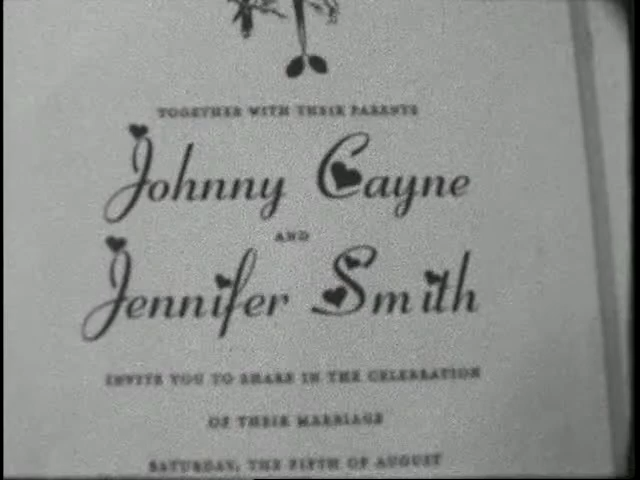 TOGETHER WITH THEIR PARENTS
Johnny Cayne
AND
Jennifer Smith
INVITE YOU TO SHARE IN THE CELEBRATION
OF THEIR MARRIAGE
SATURDAY, THE FIFTH OF AUGUST